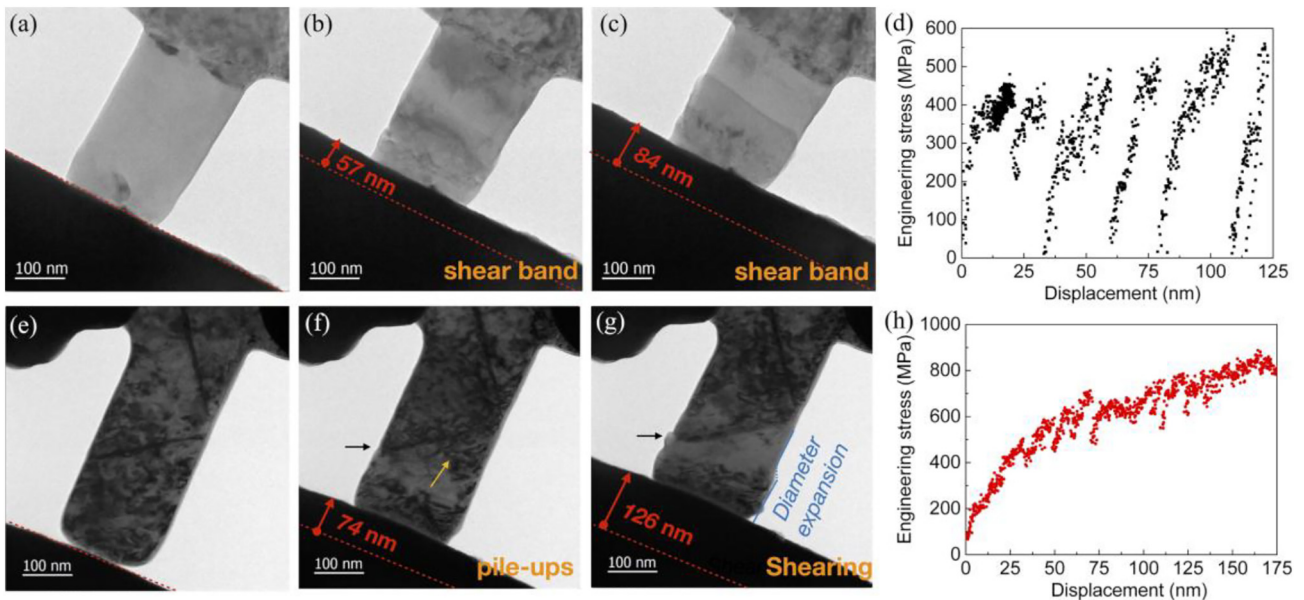 (a)
100 nm
(b)
57 nm
100 nm
shear band
(c)
84 nm
100 nm
shear band
(d)
Engineering stress (MPa)
600
500
400
300
200
100
0
0 25 50 75 100 125
Displacement (nm)
(e)
100 nm
(f)
74 nm
100 nm
pile-ups
(g)
126 nm
Diameter
expansion
100 nm
Shearing
(h)
Engineering stress (MPa)
1000
800
600
400
200
0
0 25 50 75 100 125 150 175
Displacement (nm)